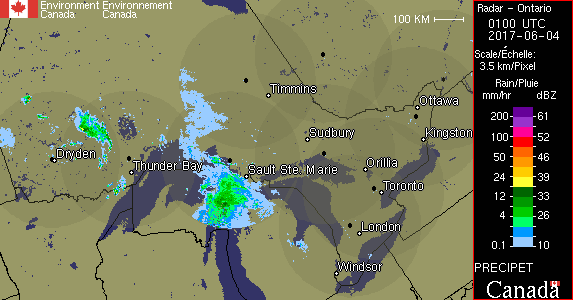 Environment Environnement
Canada Canada
100 KM
Timmins
Ottawa
Sudbury
Kingston
Dryden
Thunder Bay
Sault Ste. Marie
Orillia
Toronto
London
Windsor
Radar - Ontario
0100 UTC
2017-06-04
Scale/Échelle:
3.5 km/Pixel
Rain/Pluie
mm/hr dBZ
200 61
100 52
50 46
24 39
12 33
4 26
0.1 10
PRECIPET
Canada